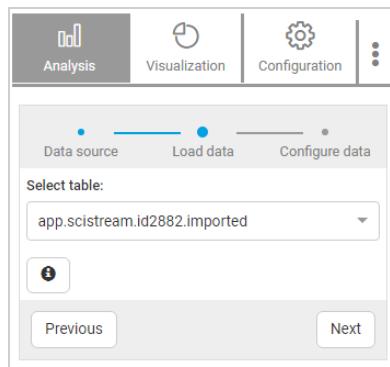 Analysis Visualization Configuration
Data source Load data Configure data
Select table:
app.scistream.id2882.imported
Previous Next